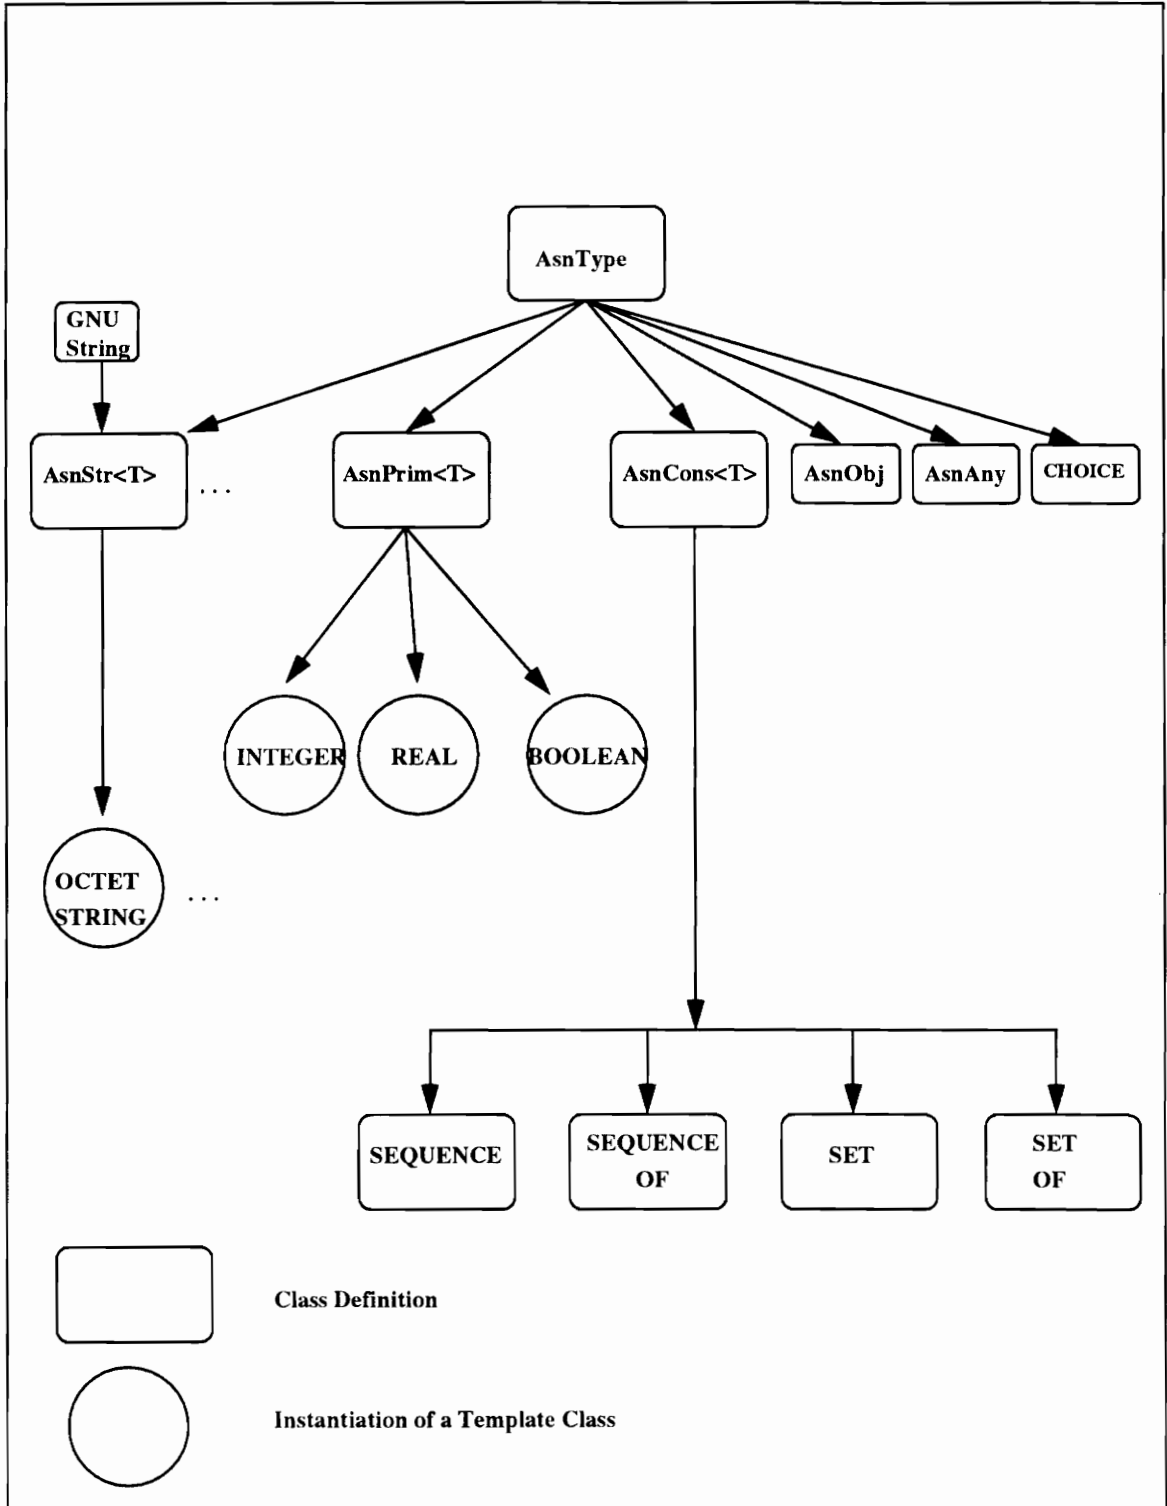 AsnType
GNU
String
AsnStr<T>
...
AsnPrim<T>
AsnCons<T>
AsnObj
AsnAny
CHOICE
INTEGER
REAL
BOOLEAN
OCTET
STRING
...
SEQUENCE
SEQUENCE
OF
SET
SET
OF
Class Definition
Instantiation of a Template Class